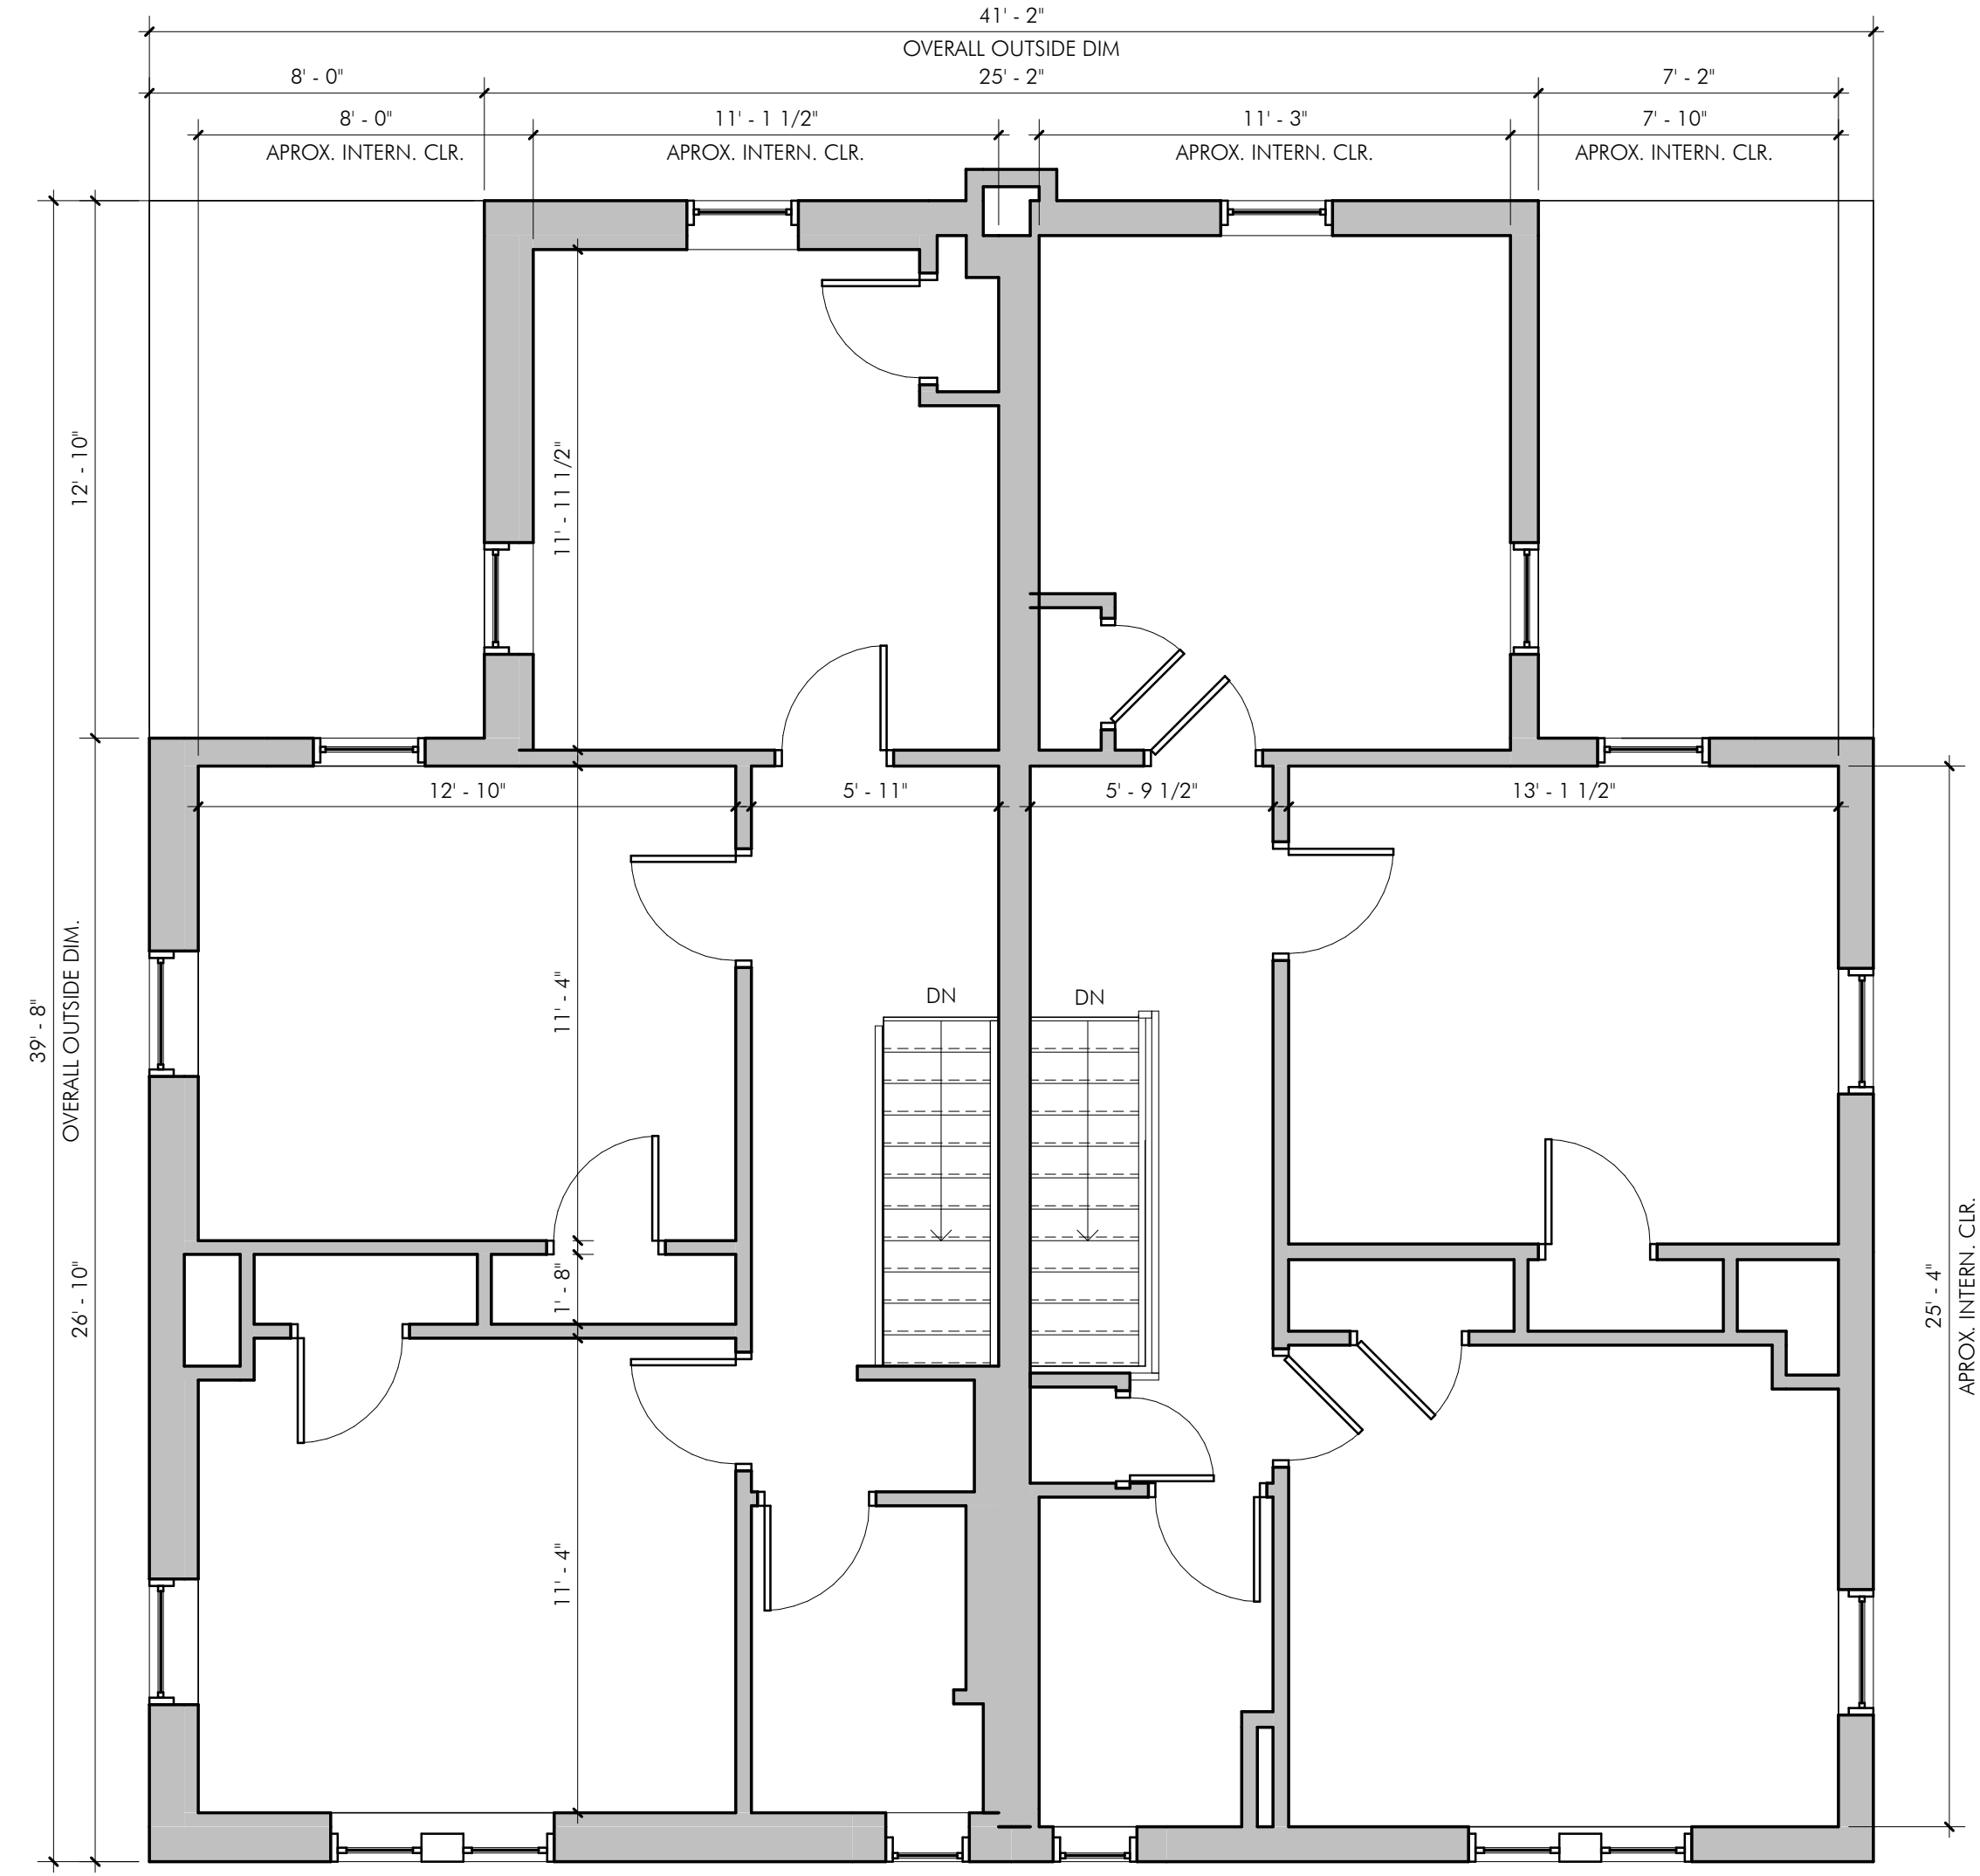 41' - 2"
OVERALL OUTSIDE DIM
8' - 0"
25' - 2"
7' - 2"
8' - 0"
11' - 1 1/2"
11' - 3"
7' - 10"
APROX. INTERN. CLR.
APROX. INTERN. CLR.
APROX. INTERN. CLR.
APROX. INTERN. CLR.
12' - 10"
11' - 11 1/2"
12' - 10"
5' - 11"
5' - 9 1/2"
13' - 1 1/2"
39' - 8"
OVERALL OUTSIDE DIM.
11' - 4"
DN
DN
26' - 10"
1' - 8"
25' - 4"
APROX. INTERN. CLR.
11' - 4"